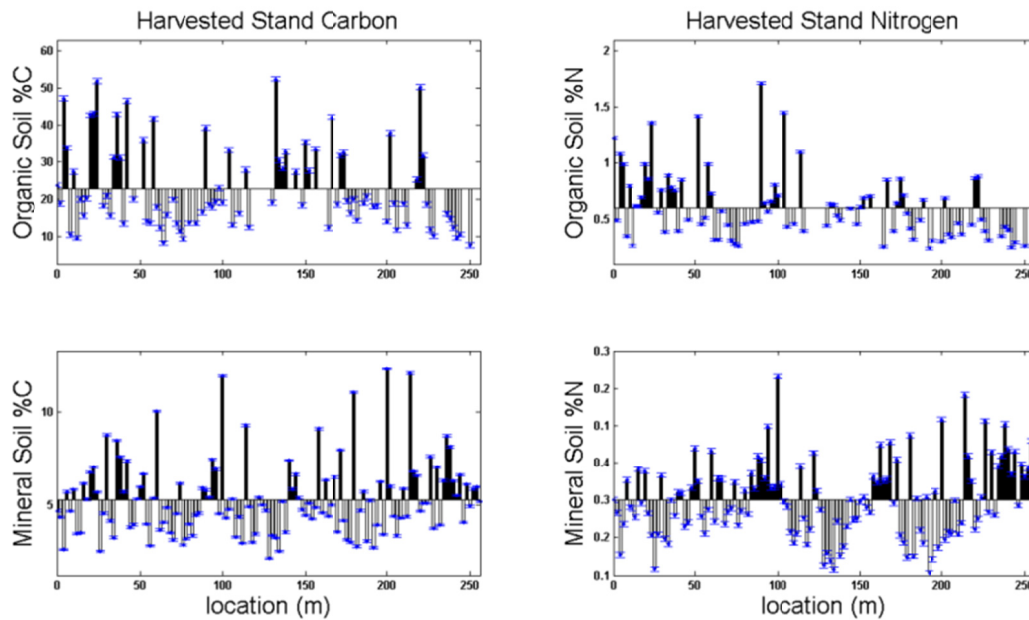 Harvested Stand Carbon
Harvested Stand Nitrogen
Organic Soil %C
60
50
40
30
20
10
0 50 100 150 200 250
Organic Soil %N
2
1.5
1
0.5
0 50 100 150 200 250
Mineral Soil %C
10
5
0 50 100 150 200 250
location (m)
Mineral Soil %N
0.3
0.2
0.1
0.4
0.3
0.1
0 50 100 150 200 250
location (m)